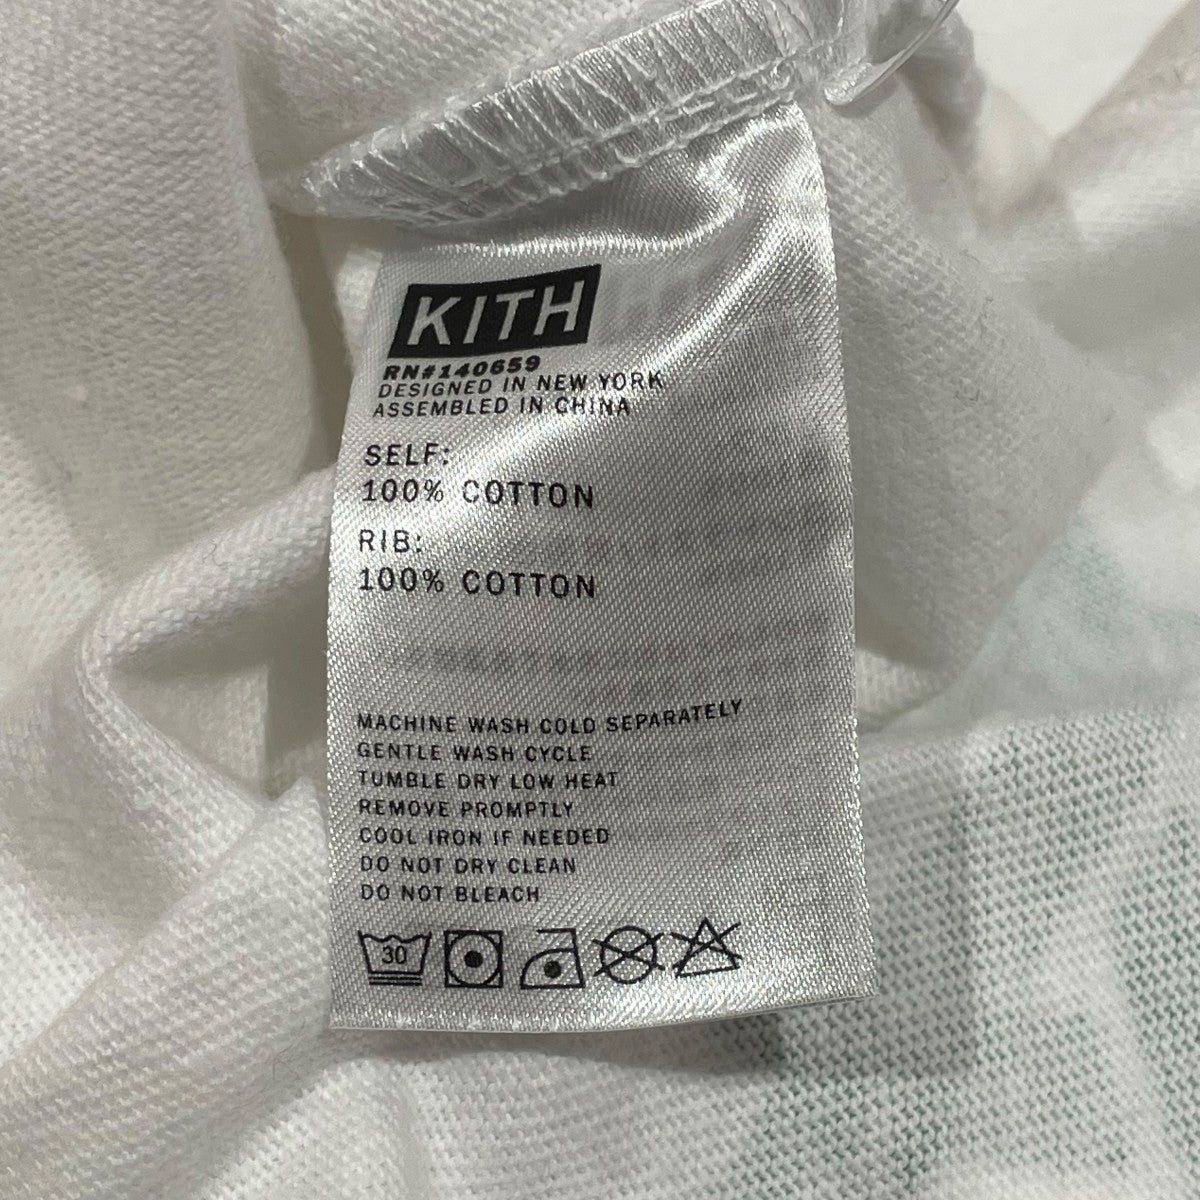 KITH
RN#140659
DESIGNED IN NEW YORK
ASSEMBLED IN CHINA
SELF:
100% COTTON
RIB:
100% COTTON
MACHINE WASH COLD SEPARATELY
GENTLE WASH CYCLE
TUMBLE DRY LOW HEAT
REMOVE PROMPTLY
COOL IRON IF NEEDED
DO NOT DRY CLEAN
DO NOT BLEACH
30